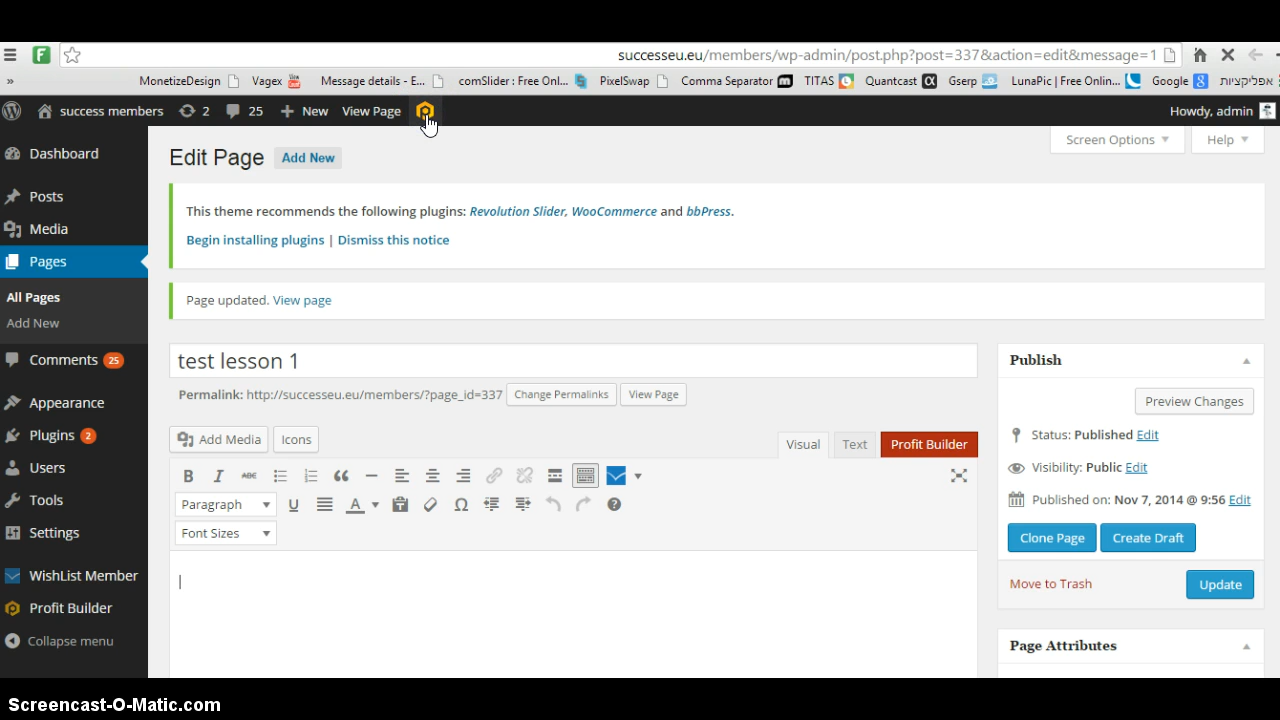 F
successeu.eu/members/wp-admin/post.php?post=337&action=edit&message=1
» MonetizeDesign Vagex Message details - E... comSlider : Free Onl... PixelSwap Comma Separator TITAS Quantcast Gserp LunaPic | Free Onlin... Google אפליקציות
success members 2 25 + New View Page Howdy, admin
Screen Options Help
Dashboard
Posts
Media
Pages
All Pages
Add New
Comments 25
Appearance
Plugins 2
Users
Tools
Settings
WishList Member
Profit Builder
Collapse menu
Edit Page Add New
This theme recommends the following plugins: Revolution Slider, WooCommerce and bbPress.
Begin installing plugins | Dismiss this notice
Page updated. View page
test lesson 1
Permalink: http://successeu.eu/members/?page_id=337 Change Permalinks View Page
Add Media Icons Visual Text Profit Builder
B I ABC
Paragraph U A Ω
Font Sizes
Publish
Preview Changes
Status: Published Edit
Visibility: Public Edit
Published on: Nov 7, 2014 @ 9:56 Edit
Clone Page Create Draft
Move to Trash Update
Page Attributes
Screencast-O-Matic.com